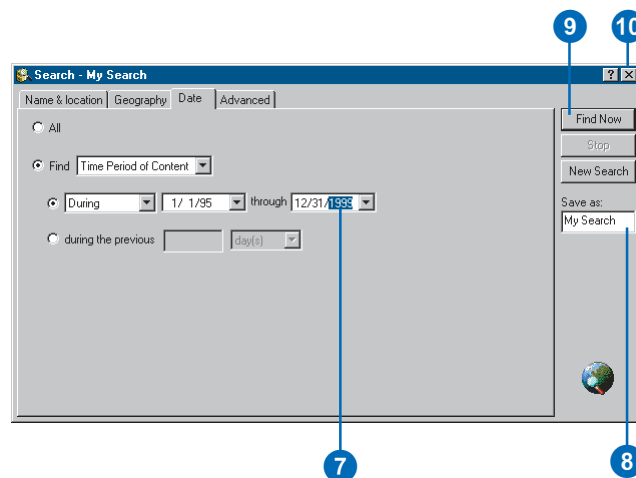 9 10
Search - My Search
Name & location Geography Date Advanced
All
Find Time Period of Content
During 1/ 1/95 through 12/31/1999
during the previous day(s)
Find Now
Stop
New Search
Save as:
My Search
7 8